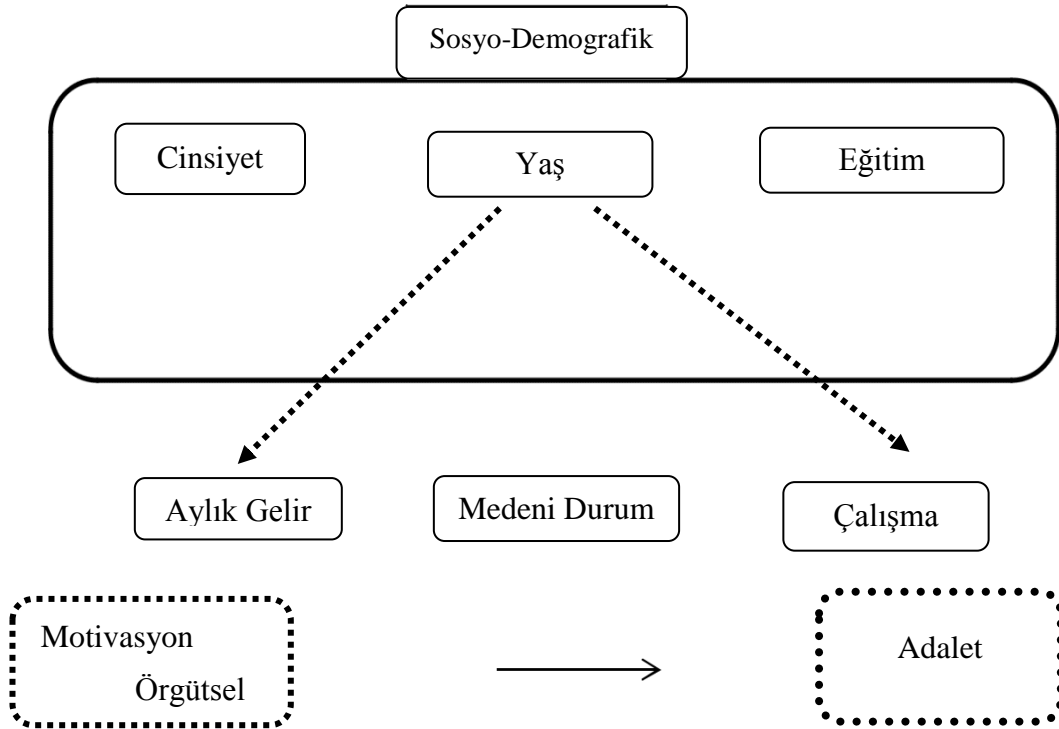 Sosyo-Demografik
Cinsiyet
Yaş
Eğitim
Aylık Gelir
Medeni Durum
Çalışma
Motivasyon
Örgütsel
Adalet